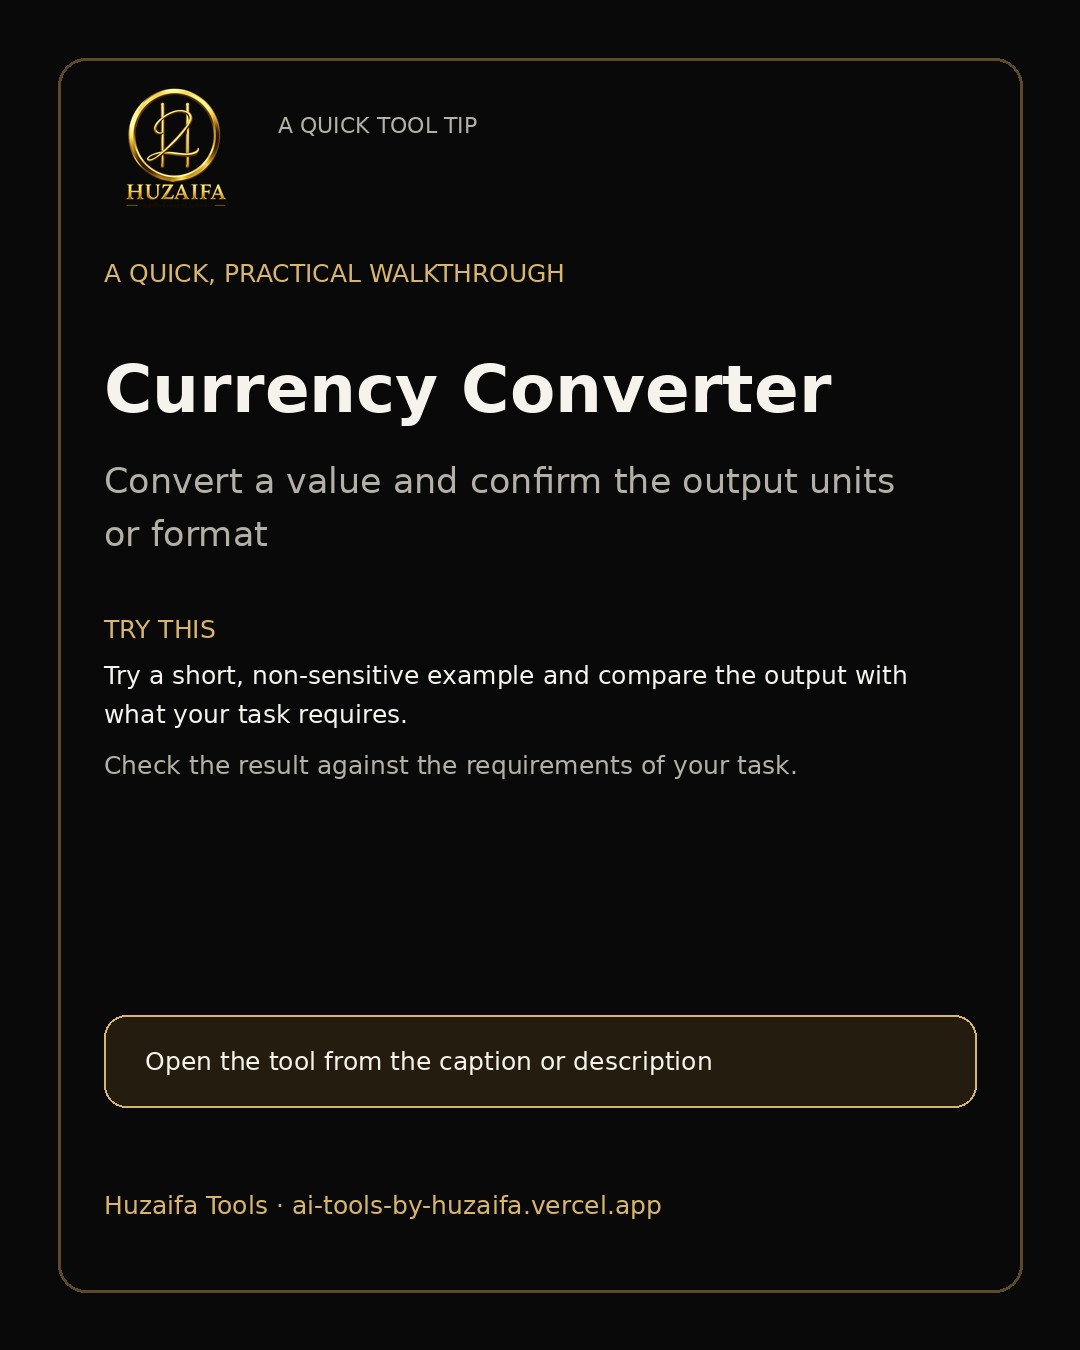 HUZAIFA
A QUICK TOOL TIP
A QUICK, PRACTICAL WALKTHROUGH
Currency Converter
Convert a value and confirm the output units
or format
TRY THIS
Try a short, non-sensitive example and compare the output with
what your task requires.
Check the result against the requirements of your task.
Open the tool from the caption or description
Huzaifa Tools · ai-tools-by-huzaifa.vercel.app